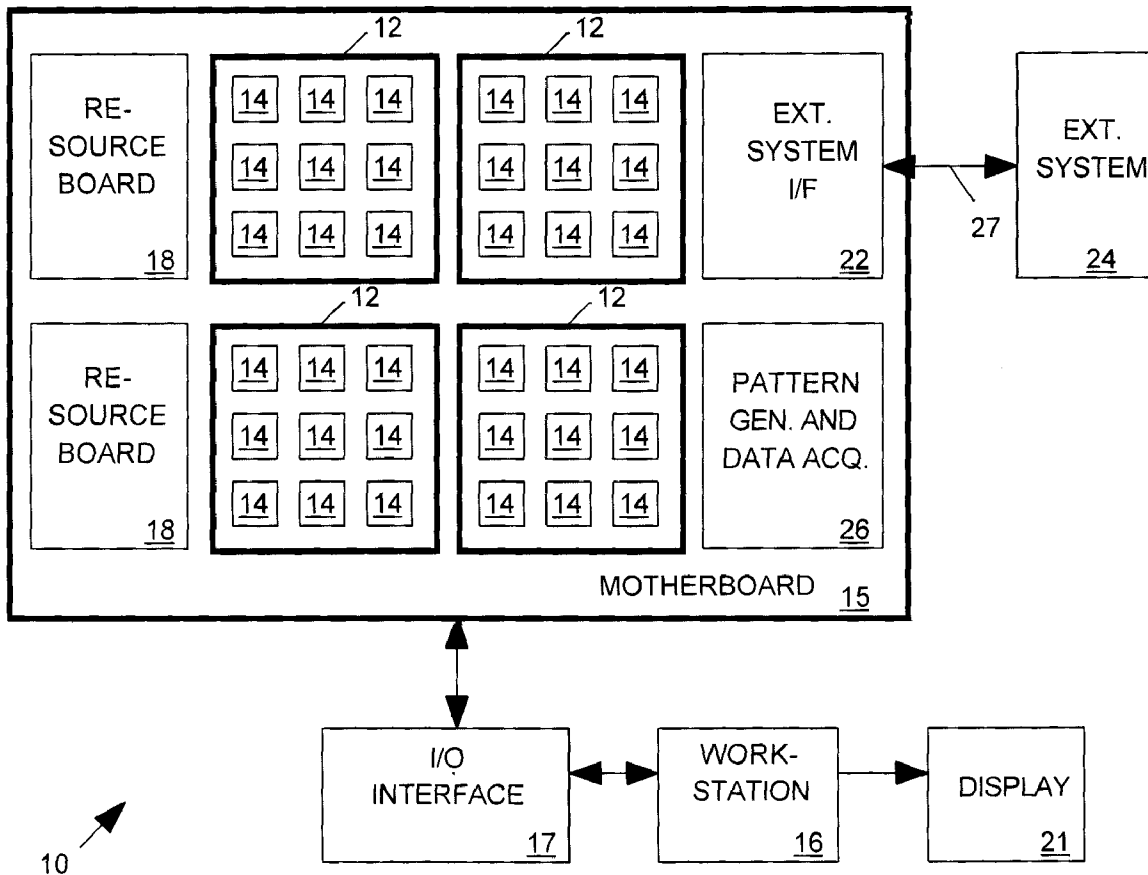 12 12
RE-
SOURCE
BOARD
18
14 14 14
14 14 14
14 14 14
14 14 14
14 14 14
14 14 14
EXT.
SYSTEM
I/F
22
27
EXT.
SYSTEM
24
12 12
RE-
SOURCE
BOARD
18
14 14 14
14 14 14
14 14 14
14 14 14
14 14 14
14 14 14
PATTERN
GEN. AND
DATA ACQ.
26
MOTHERBOARD 15
I/O
INTERFACE
17
WORK-
STATION
16
DISPLAY
21
10